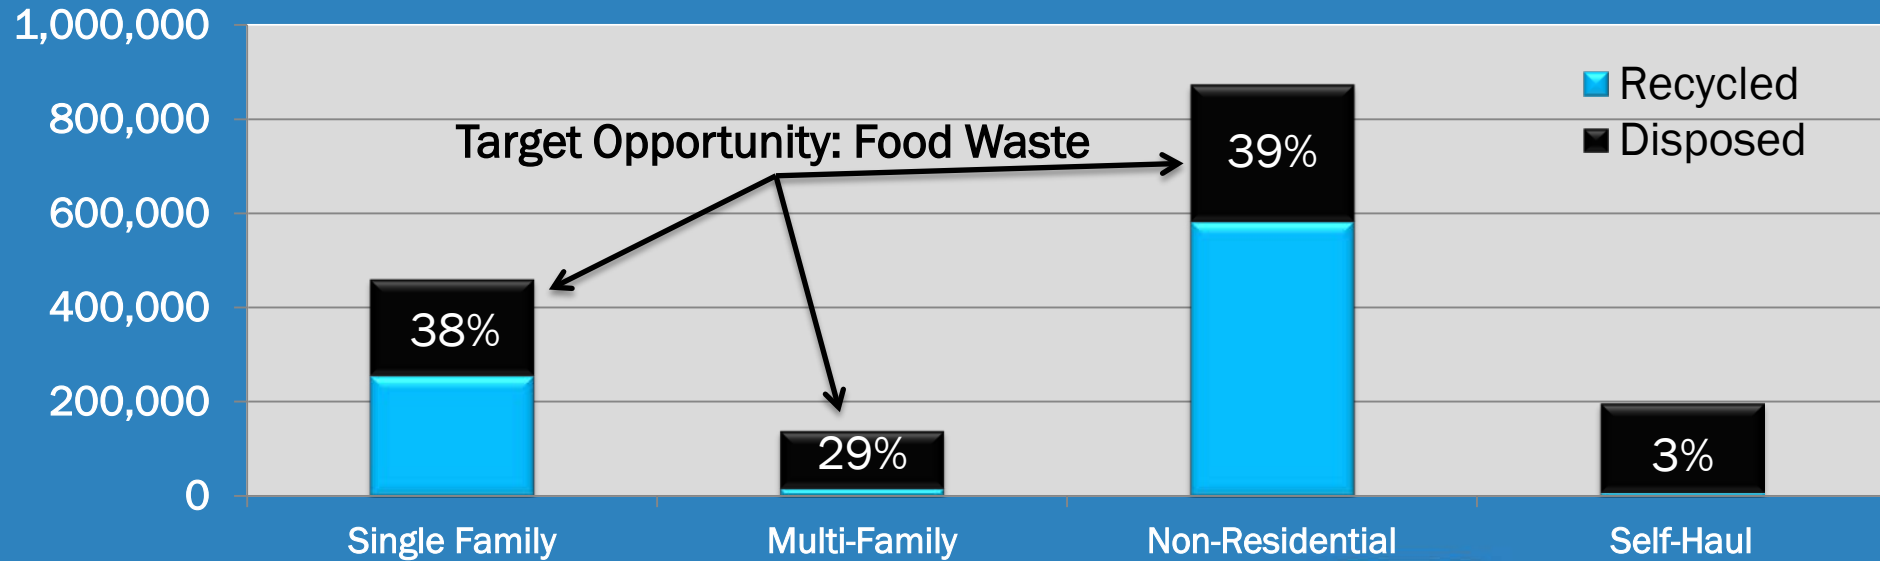 1,000,000
800,000
600,000
400,000
200,000
0
Target Opportunity: Food Waste
Recycled
Disposed
38%
29%
39%
3%
Single Family
Multi-Family
Non-Residential
Self-Haul